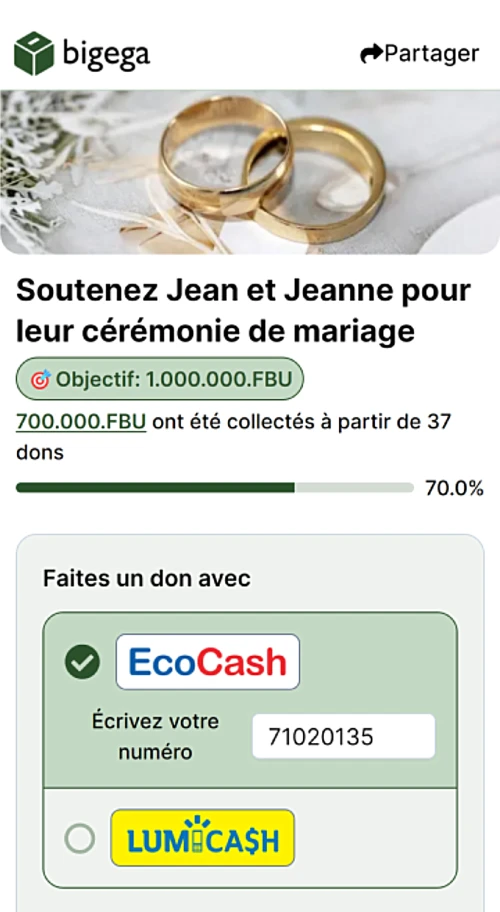 bigega
Partager
Soutenez Jean et Jeanne pour
leur cérémonie de mariage
Objectif: 1.000.000.FBU
700.000.FBU ont été collectés à partir de 37
dons
70.0%
Faites un don avec
EcoCash
Écrivez votre
numéro
71020135
LUMICA$H